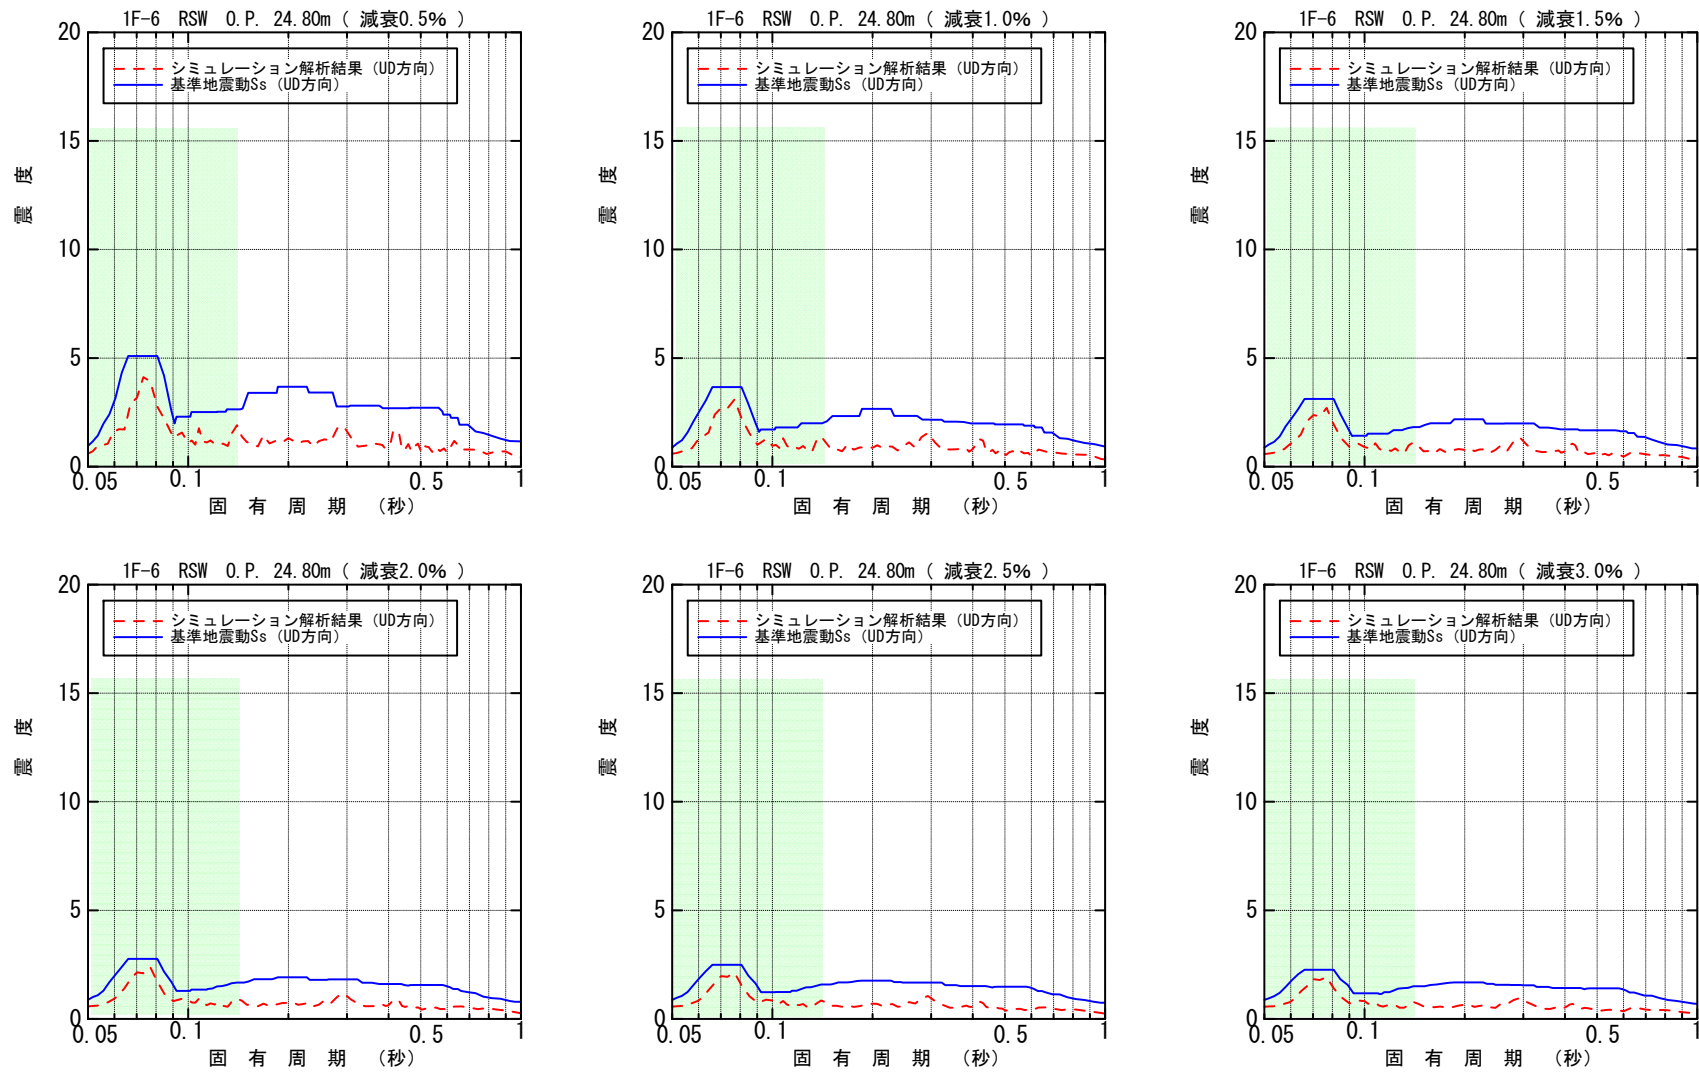 1F-6 RSW O.P. 24.80m ( 減衰0.5% )
20
シミュレーション解析結果 (UD方向)
基準地震動Ss (UD方向)
15
10
5
0
震度
0.05 0.1 0.5 1
固有周期 (秒)
1F-6 RSW O.P. 24.80m ( 減衰1.0% )
20
シミュレーション解析結果 (UD方向)
基準地震動Ss (UD方向)
15
10
5
0
震度
0.05 0.1 0.5 1
固有周期 (秒)
1F-6 RSW O.P. 24.80m ( 減衰1.5% )
20
シミュレーション解析結果 (UD方向)
基準地震動Ss (UD方向)
15
10
5
0
震度
0.05 0.1 0.5 1
固有周期 (秒)
1F-6 RSW O.P. 24.80m ( 減衰2.0% )
20
シミュレーション解析結果 (UD方向)
基準地震動Ss (UD方向)
15
10
5
0
震度
0.05 0.1 0.5 1
固有周期 (秒)
1F-6 RSW O.P. 24.80m ( 減衰2.5% )
20
シミュレーション解析結果 (UD方向)
基準地震動Ss (UD方向)
15
10
5
0
震度
0.05 0.1 0.5 1
固有周期 (秒)
1F-6 RSW O.P. 24.80m ( 減衰3.0% )
20
シミュレーション解析結果 (UD方向)
基準地震動Ss (UD方向)
15
10
5
0
震度
0.05 0.1 0.5 1
固有周期 (秒)